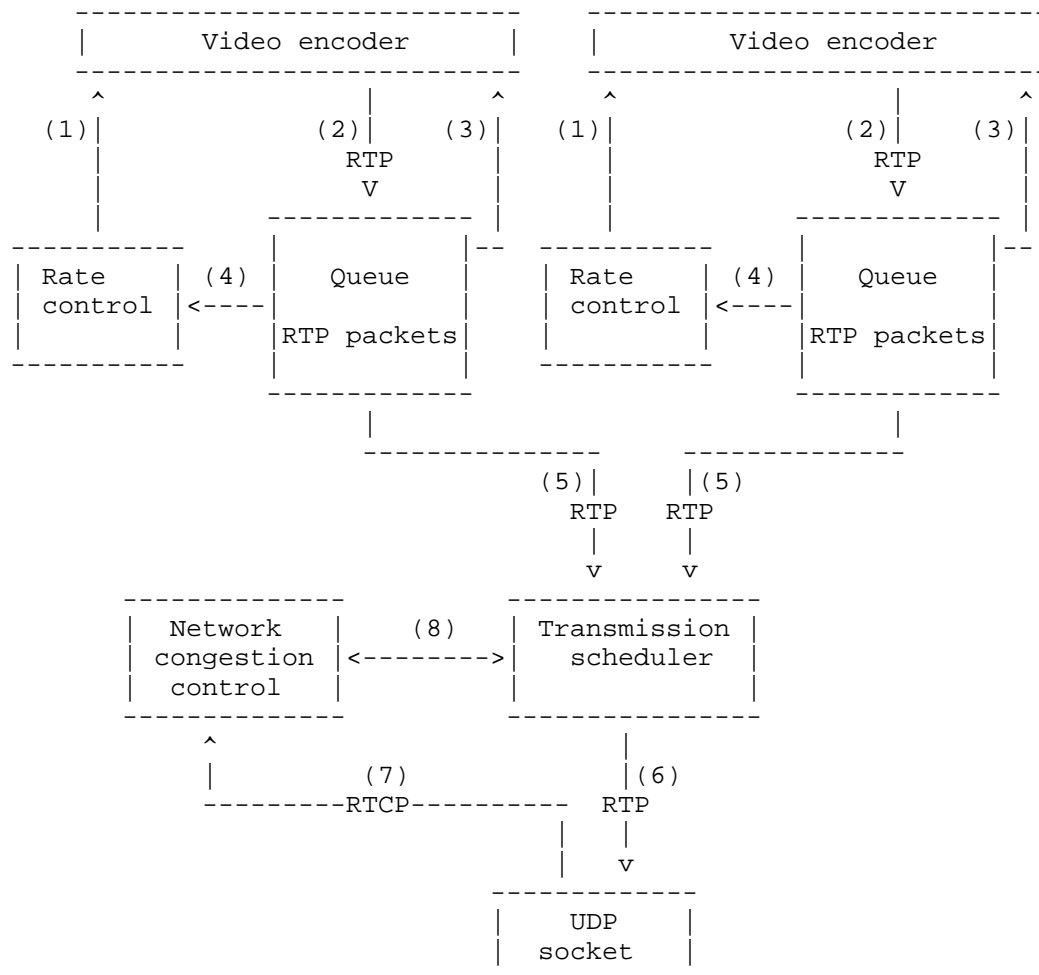 Video encoder Video encoder
(1) (2) (3) (1) (2) (3)
RTP RTP
V V
Rate (4) Queue Rate (4) Queue
control control
RTP packets RTP packets
(5) (5)
RTP RTP
v v
Network (8) Transmission
congestion scheduler
control
(7) (6)
RTCP RTP
v
UDP
socket